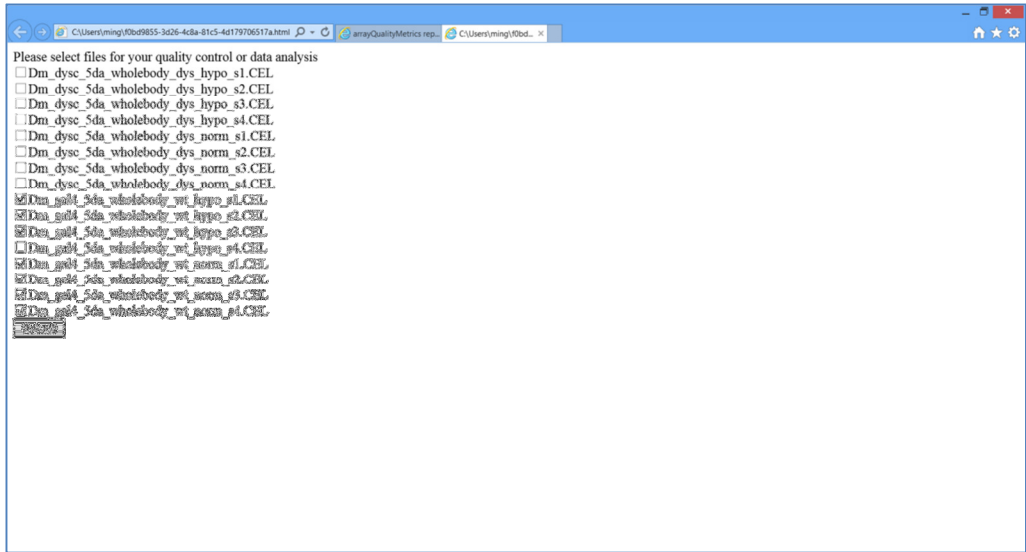 C:\Users\ming\f0bd9855-3d26-4c8a-81c5-4d179706517a.html
arrayQualityMetrics rep...
C:\Users\ming\f0bd...
Please select files for your quality control or data analysis
Dm_dysc_5da_wholebody_dys_hypo_s1.CEL
Dm_dysc_5da_wholebody_dys_hypo_s2.CEL
Dm_dysc_5da_wholebody_dys_hypo_s3.CEL
Dm_dysc_5da_wholebody_dys_hypo_s4.CEL
Dm_dysc_5da_wholebody_dys_norm_s1.CEL
Dm_dysc_5da_wholebody_dys_norm_s2.CEL
Dm_dysc_5da_wholebody_dys_norm_s3.CEL
Dm_dysc_5da_wholebody_dys_norm_s4.CEL
Dm_gal4_5da_wholebody_wt_hypo_s1.CEL
Dm_gal4_5da_wholebody_wt_hypo_s2.CEL
Dm_gal4_5da_wholebody_wt_hypo_s3.CEL
Dm_gal4_5da_wholebody_wt_hypo_s4.CEL
Dm_gal4_5da_wholebody_wt_norm_s1.CEL
Dm_gal4_5da_wholebody_wt_norm_s2.CEL
Dm_gal4_5da_wholebody_wt_norm_s3.CEL
Dm_gal4_5da_wholebody_wt_norm_s4.CEL